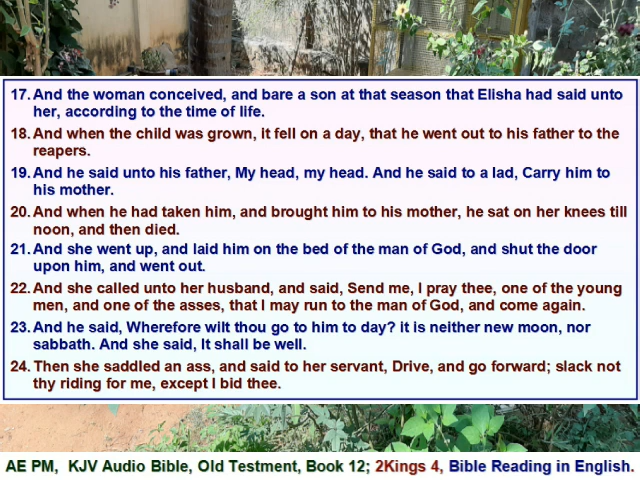 17. And the woman conceived, and bare a son at that season that Elisha had said unto
her, according to the time of life.
18. And when the child was grown, it fell on a day, that he went out to his father to the
reapers.
19. And he said unto his father, My head, my head. And he said to a lad, Carry him to
his mother.
20. And when he had taken him, and brought him to his mother, he sat on her knees till
noon, and then died.
21. And she went up, and laid him on the bed of the man of God, and shut the door
upon him, and went out.
22. And she called unto her husband, and said, Send me, I pray thee, one of the young
men, and one of the asses, that I may run to the man of God, and come again.
23. And he said, Wherefore wilt thou go to him to day? it is neither new moon, nor
sabbath. And she said, It shall be well.
24. Then she saddled an ass, and said to her servant, Drive, and go forward; slack not
thy riding for me, except I bid thee.
AE PM, KJV Audio Bible, Old Testment, Book 12; 2Kings 4, Bible Reading in English.